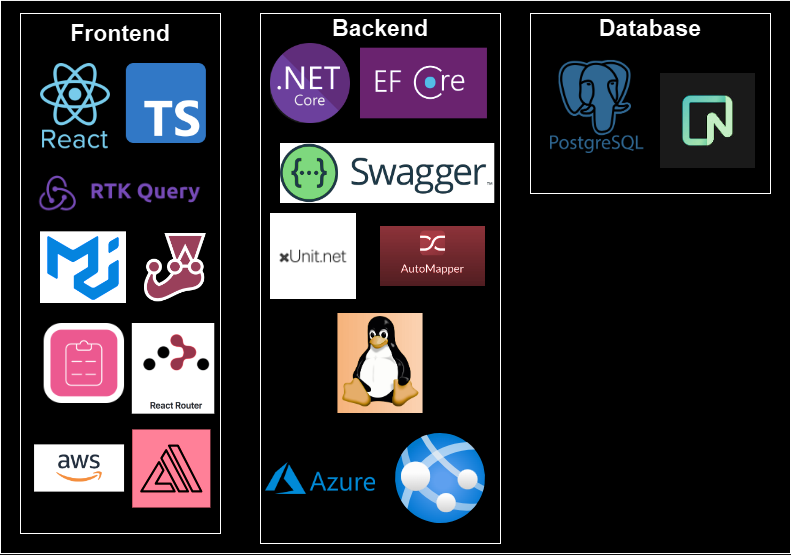 Frontend
React
TS
RTK Query
React Router
aws
Backend
.NET
Core
EF Core
{···} Swagger™
xUnit.net
AutoMapper
Azure
Database
PostgreSQL